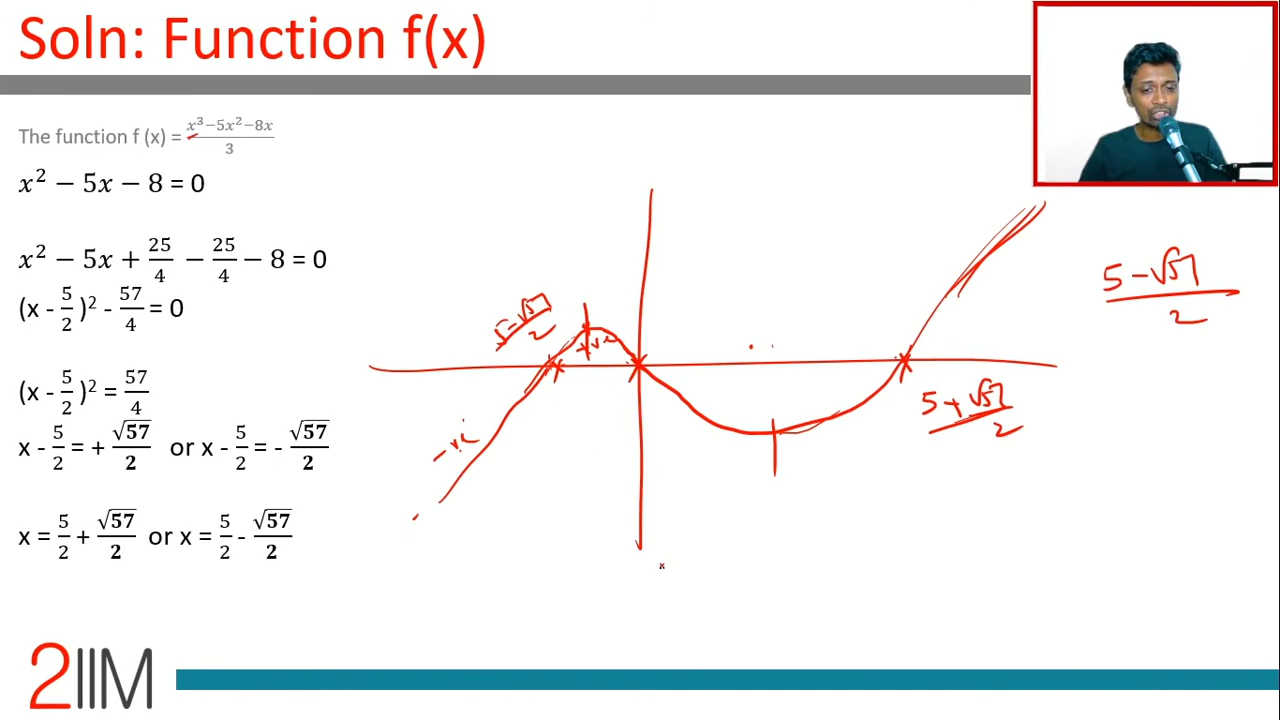 Soln: Function f(x)
The function f (x) = (x³−5x²−8x)/3
x² − 5x − 8 = 0
x² − 5x + 25/4 − 25/4 − 8 = 0
(x - 5/2 )² - 57/4 = 0
(x - 5/2 )² = 57/4
x - 5/2 = + √57/2 or x - 5/2 = - √57/2
x = 5/2 + √57/2 or x = 5/2 - √57/2
(5−√57)/2
+ve
-ve
(5+√57)/2
(5−√57)/2
2IIM